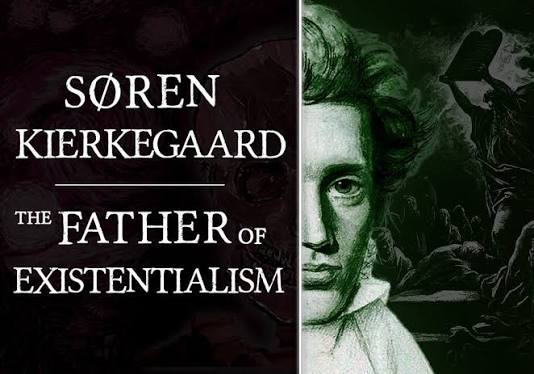 SØREN
KIERKEGAARD
THE FATHER OF
EXISTENTIALISM